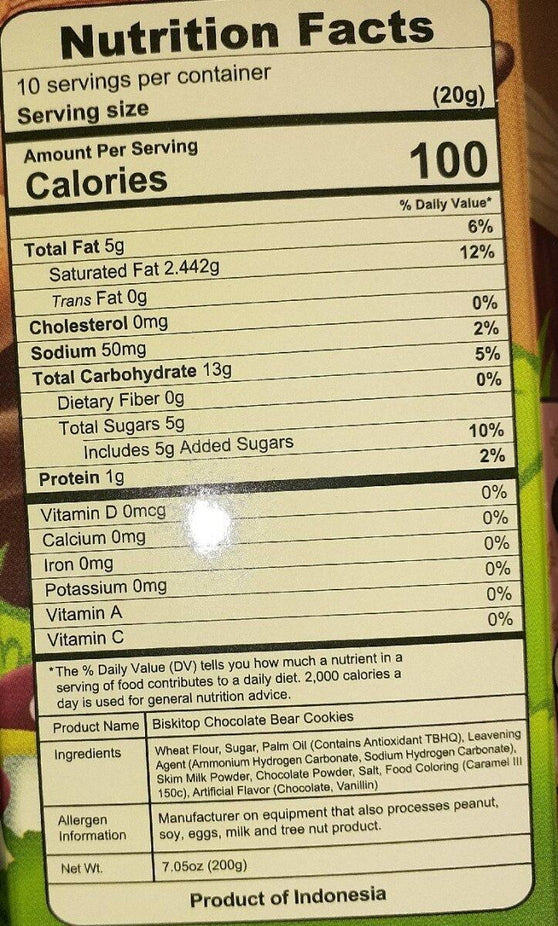 Nutrition Facts
10 servings per container
Serving size (20g)
Amount Per Serving
Calories 100
% Daily Value*
Total Fat 5g 6%
Saturated Fat 2.442g 12%
Trans Fat 0g
Cholesterol 0mg 0%
Sodium 50mg 2%
Total Carbohydrate 13g 5%
Dietary Fiber 0g 0%
Total Sugars 5g
Includes 5g Added Sugars 10%
Protein 1g 2%
Vitamin D 0mcg 0%
Calcium 0mg 0%
Iron 0mg 0%
Potassium 0mg 0%
Vitamin A 0%
Vitamin C 0%
*The % Daily Value (DV) tells you how much a nutrient in a
serving of food contributes to a daily diet. 2,000 calories a
day is used for general nutrition advice.
Product Name Biskitop Chocolate Bear Cookies
Ingredients Wheat Flour, Sugar, Palm Oil (Contains Antioxidant TBHQ), Leavening
Agent (Ammonium Hydrogen Carbonate, Sodium Hydrogen Carbonate),
Skim Milk Powder, Chocolate Powder, Salt, Food Coloring (Caramel III
150c), Artificial Flavor (Chocolate, Vanillin)
Allergen Manufacturer on equipment that also processes peanut,
Information soy, eggs, milk and tree nut product.
Net Wt. 7.05oz (200g)
Product of Indonesia